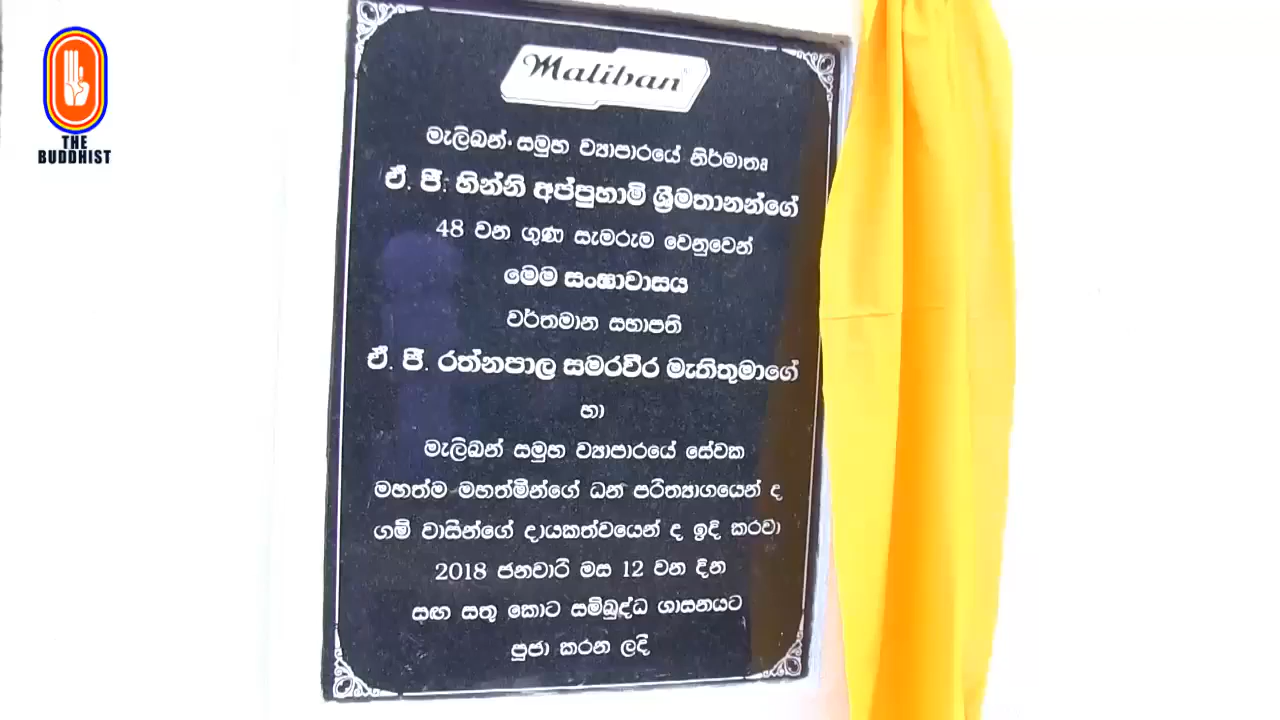 THE
BUDDHIST
Maliban
මැලිබන් සමූහ ව්‍යාපාරයේ නිර්මාතෘ
ඒ. ජී. හින්නි අප්පුහාමි ශ්‍රීමතානන්ගේ
48 වන ගුණ සැමරුම වෙනුවෙන්
මෙම සංඝාවාසය
වර්තමාන සභාපති
ඒ. ජී. රත්නපාල සමරවීර මැතිතුමාගේ
හා
මැලිබන් සමූහ ව්‍යාපාරයේ සේවක
මහත්ම මහත්මීන්ගේ ධන පරිත්‍යාගයෙන් ද
ගම් වාසීන්ගේ දායකත්වයෙන් ද ඉදි කරවා
2018 ජනවාරි මස 12 වන දින
සඟ සතු කොට සම්බුද්ධ ශාසනයට
පූජා කරන ලදී